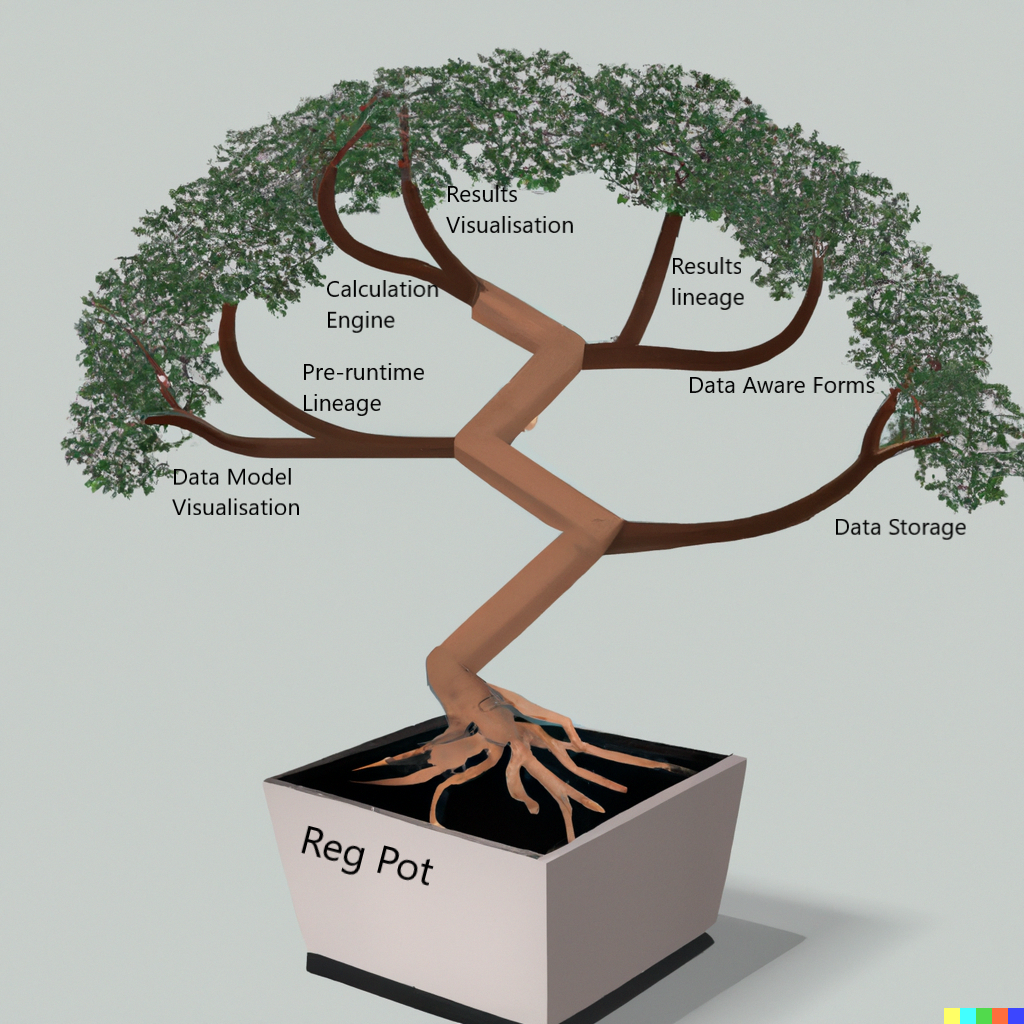 Results
Visualisation
Results
lineage
Calculation
Engine
Pre-runtime
Lineage
Data Aware Forms
Data Model
Visualisation
Data Storage
Reg Pot